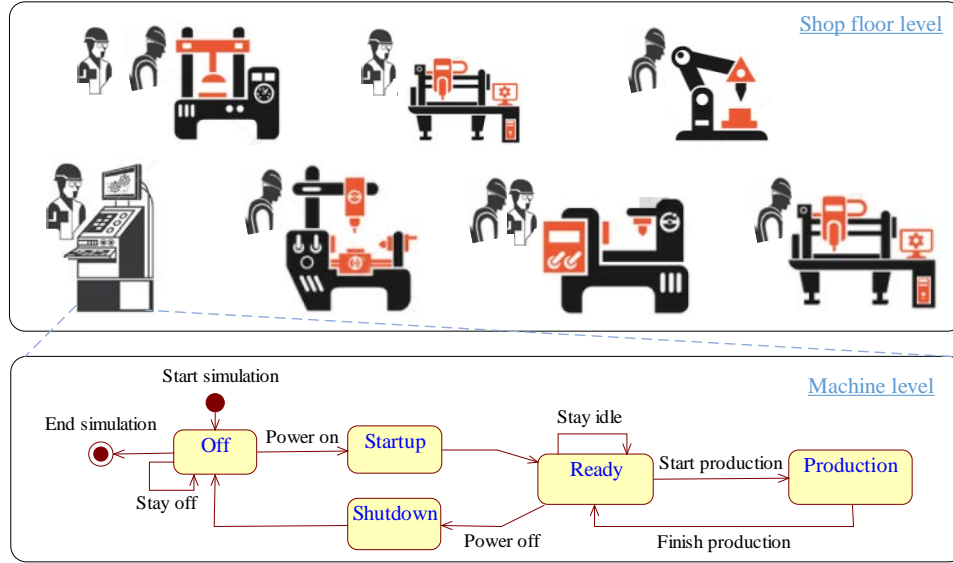 Shop floor level
Machine level
Start simulation
End simulation
Off
Power on
Startup
Stay idle
Ready
Start production
Production
Stay off
Shutdown
Power off
Finish production